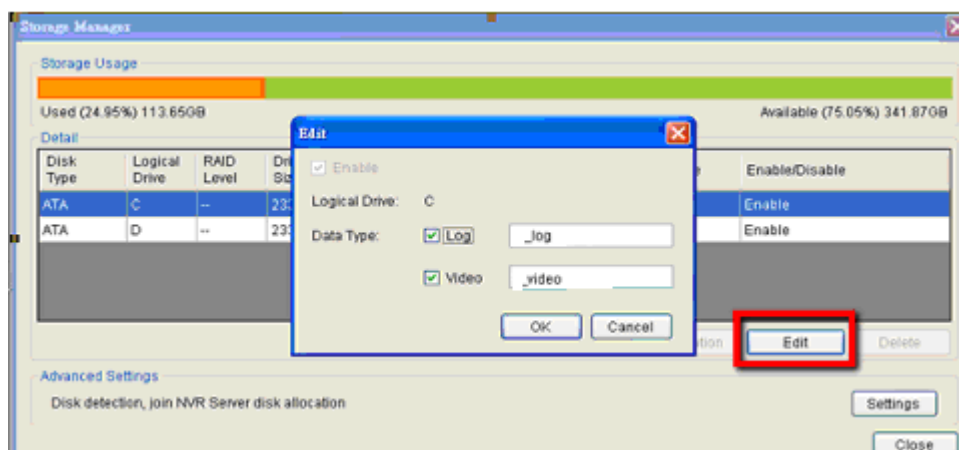 Storage Manager
Storage Usage
Used (24.95%) 113.65GB
Available (75.05%) 341.87GB
Detail
Disk Type
Logical Drive
RAID Level
Enable/Disable
ATA C -- Enable
ATA D -- Enable
Edit
Enable
Logical Drive: C
Data Type: Log _log
Video _video
OK Cancel
Edit Delete
Advanced Settings
Disk detection, join NVR Server disk allocation
Settings
Close